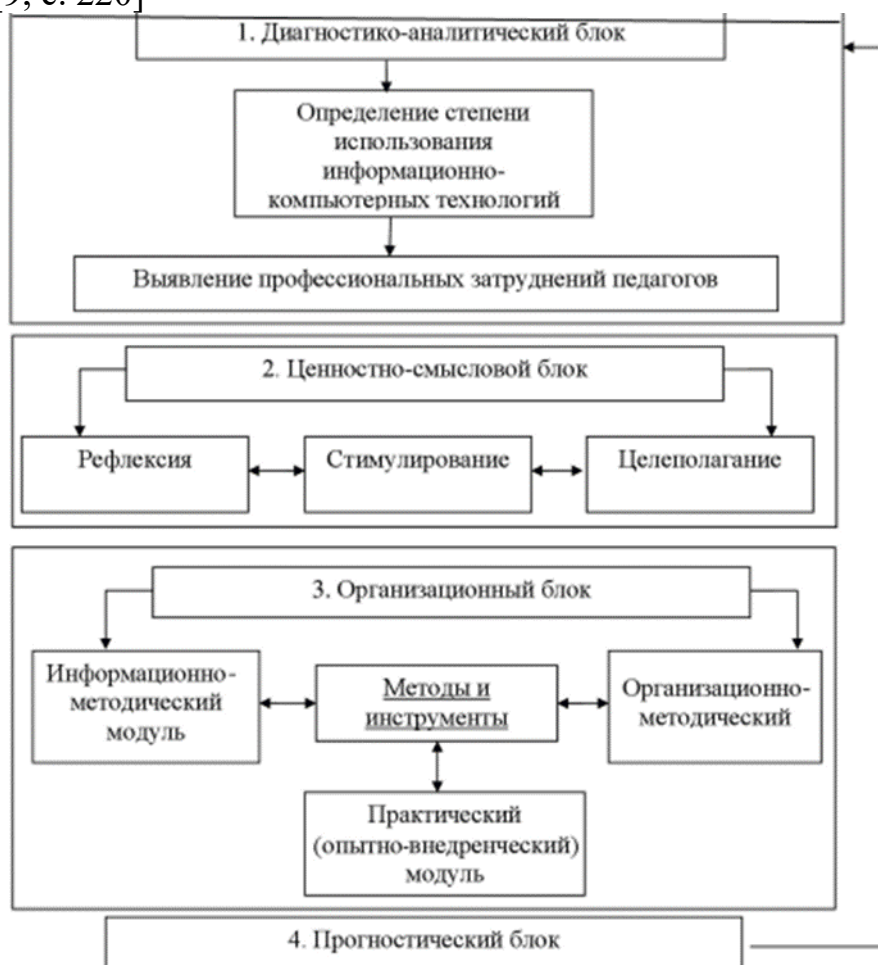 [9, с. 220]
1. Диагностико-аналитический блок
Определение степени
использования
информационно-
компьютерных технологий
Выявление профессиональных затруднений педагогов
2. Ценностно-смысловой блок
Рефлексия
Стимулирование
Целеполагание
3. Организационный блок
Информационно-
методический
модуль
Методы и
инструменты
Организационно-
методический
Практический
(опытно-внедренческий)
модуль
4. Прогностический блок